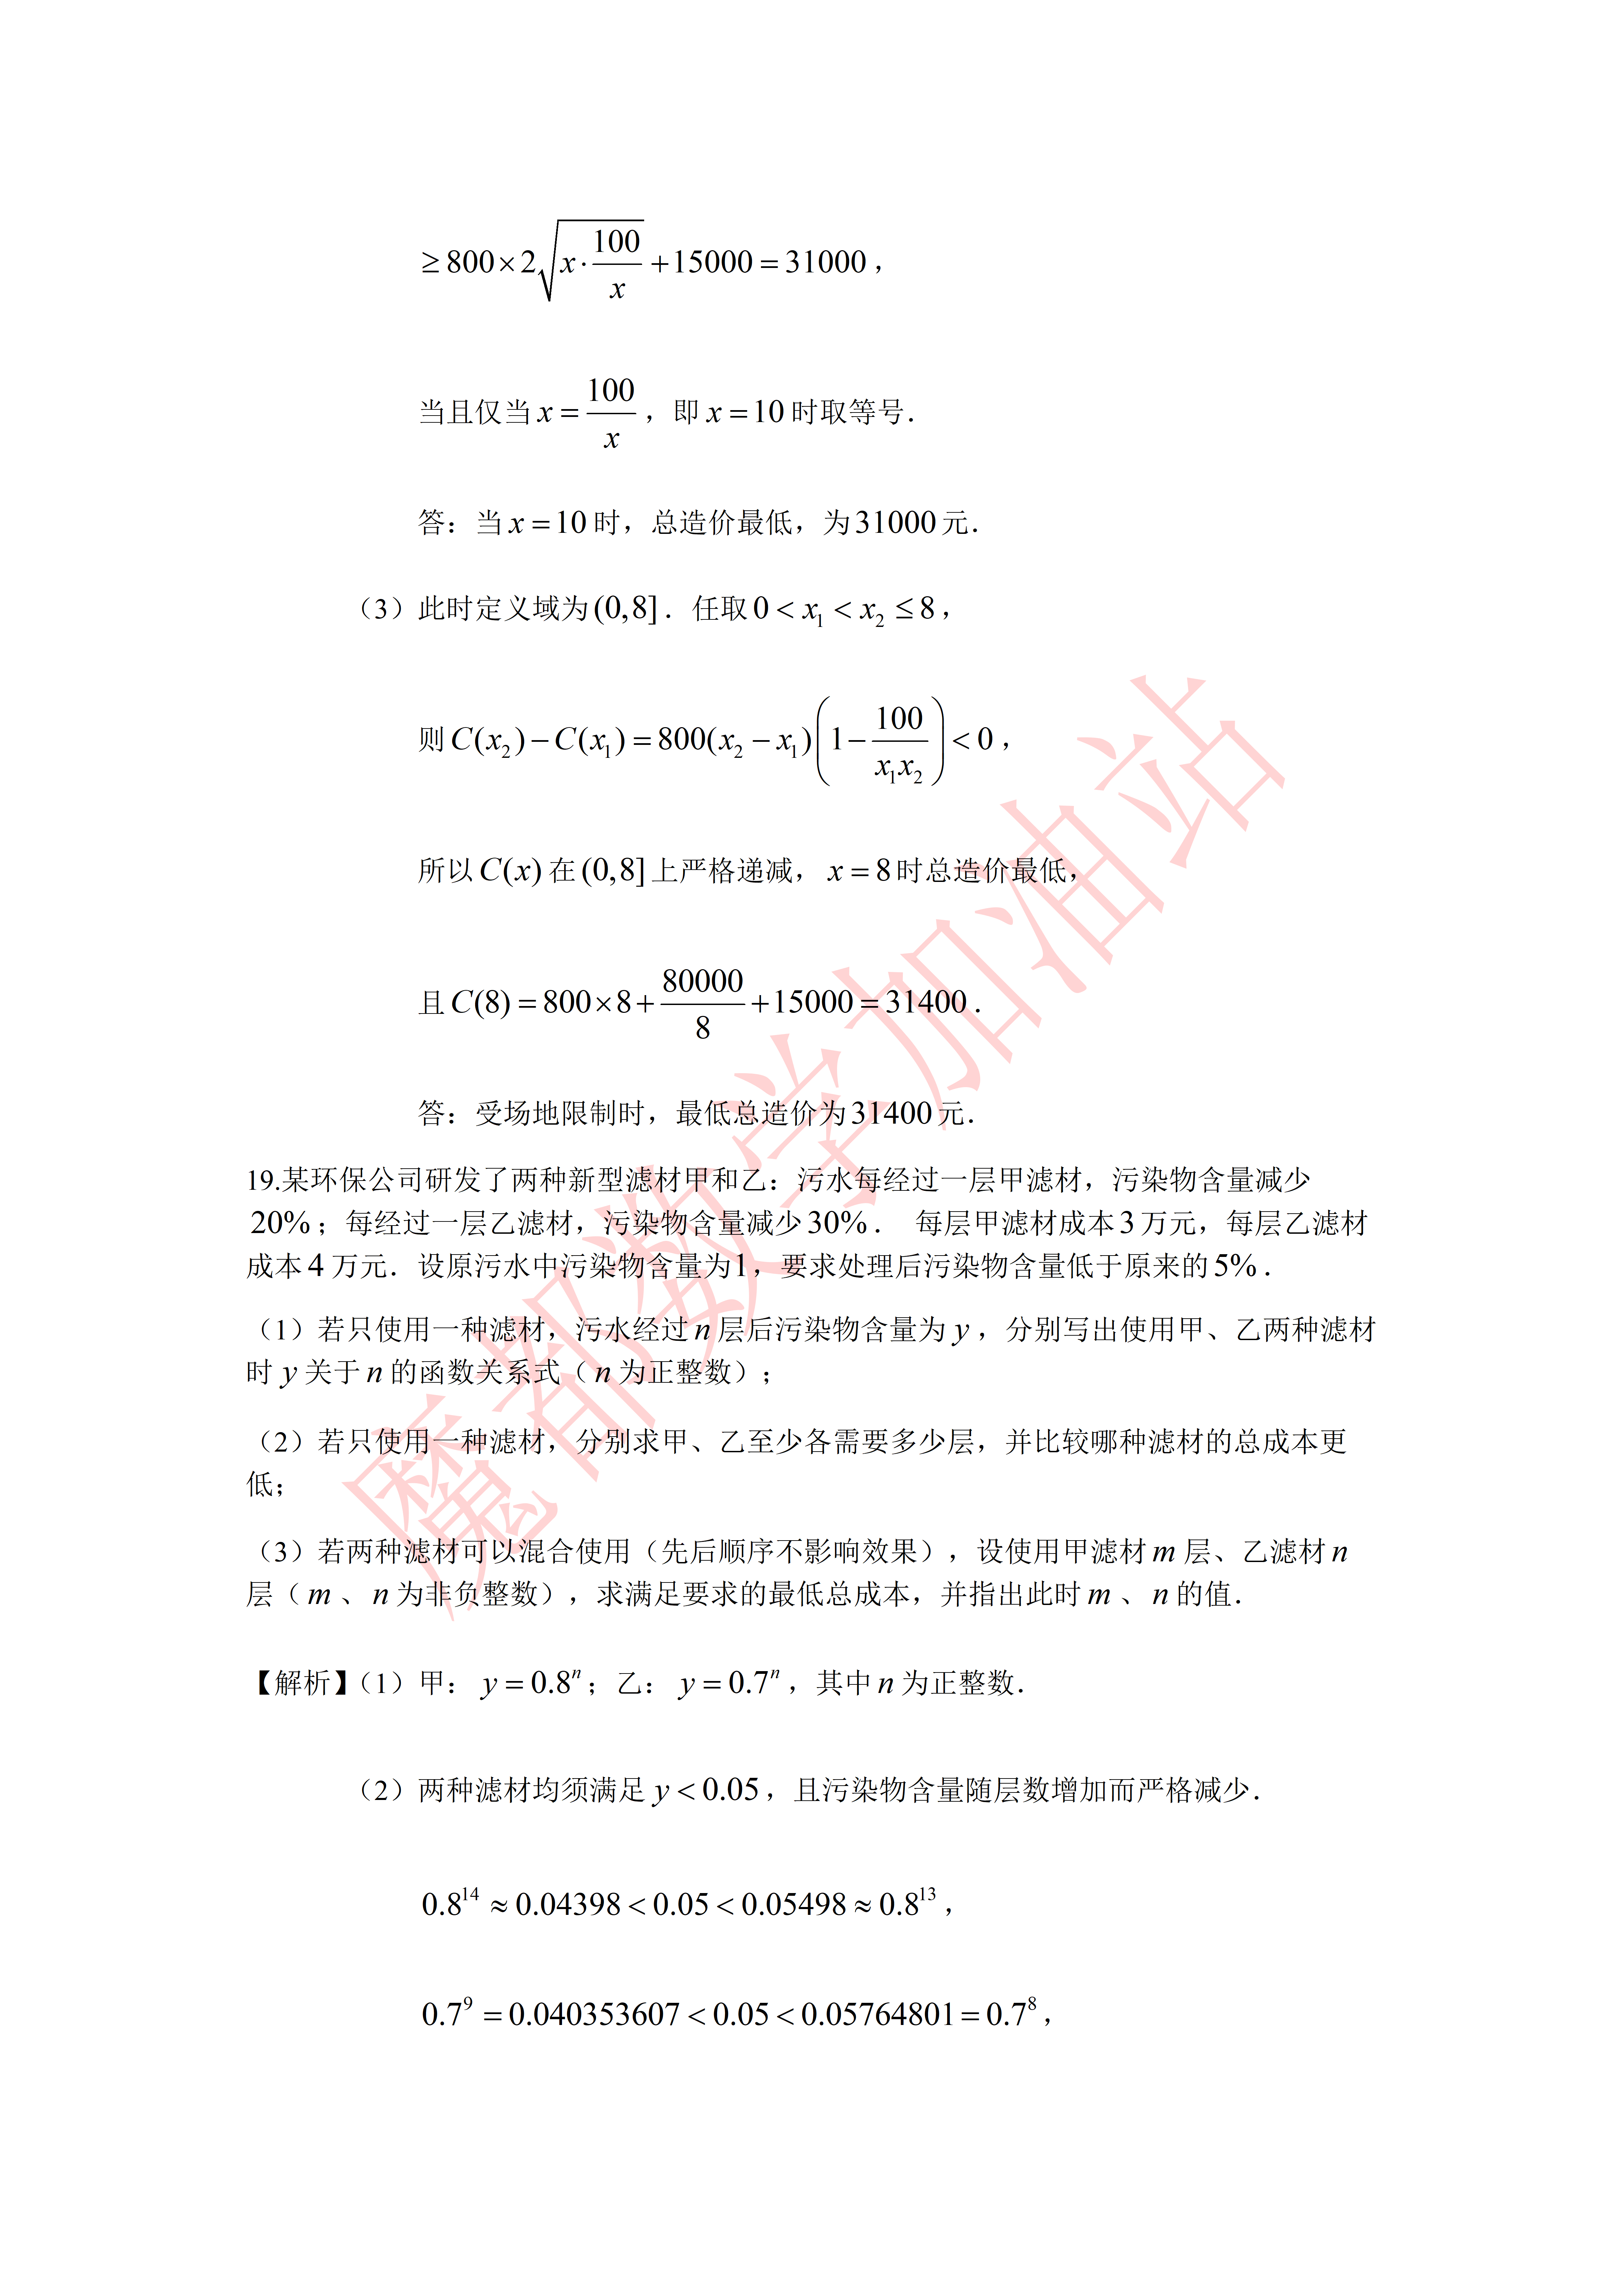 ≥800×2√(x·100/x)+15000=31000，
当且仅当x=100/x，即x=10时取等号．
答：当x=10时，总造价最低，为31000元．
（3）此时定义域为(0,8]．任取0<x₁<x₂≤8，
则C(x₂)−C(x₁)=800(x₂−x₁)(1−100/(x₁x₂))<0，
所以C(x)在(0,8]上严格递减，x=8时总造价最低，
且C(8)=800×8+80000/8+15000=31400．
答：受场地限制时，最低总造价为31400元．
19.某环保公司研发了两种新型滤材甲和乙：污水每经过一层甲滤材，污染物含量减少
20%；每经过一层乙滤材，污染物含量减少30%． 每层甲滤材成本3万元，每层乙滤材
成本4万元．设原污水中污染物含量为1，要求处理后污染物含量低于原来的5%．
（1）若只使用一种滤材，污水经过n层后污染物含量为y，分别写出使用甲、乙两种滤材
时y关于n的函数关系式（n为正整数）；
（2）若只使用一种滤材，分别求甲、乙至少各需要多少层，并比较哪种滤材的总成本更
低；
（3）若两种滤材可以混合使用（先后顺序不影响效果），设使用甲滤材m层、乙滤材n
层（m、n为非负整数），求满足要求的最低总成本，并指出此时m、n的值．
【解析】（1）甲：y=0.8ⁿ；乙：y=0.7ⁿ，其中n为正整数．
（2）两种滤材均须满足y<0.05，且污染物含量随层数增加而严格减少．
0.8¹⁴≈0.04398<0.05<0.05498≈0.8¹³，
0.7⁹=0.040353607<0.05<0.05764801=0.7⁸，
魔都数学加油站